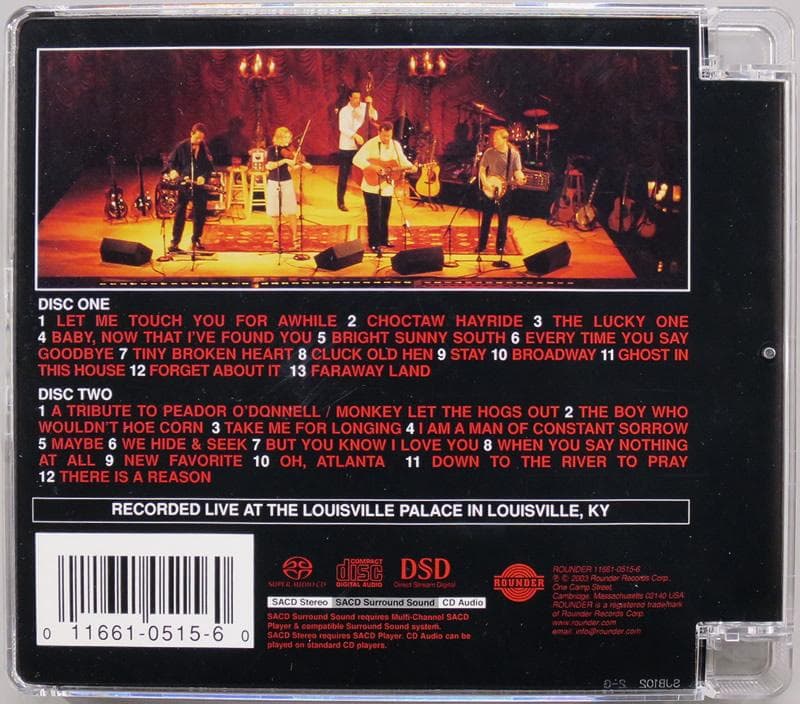 DISC ONE
1 LET ME TOUCH YOU FOR AWHILE 2 CHOCTAW HAYRIDE 3 THE LUCKY ONE
4 BABY, NOW THAT I'VE FOUND YOU 5 BRIGHT SUNNY SOUTH 6 EVERY TIME YOU SAY
GOODBYE 7 TINY BROKEN HEART 8 CLUCK OLD HEN 9 STAY 10 BROADWAY 11 GHOST IN
THIS HOUSE 12 FORGET ABOUT IT 13 FARAWAY LAND
DISC TWO
1 A TRIBUTE TO PEADOR O'DONNELL / MONKEY LET THE HOGS OUT 2 THE BOY WHO
WOULDN'T HOE CORN 3 TAKE ME FOR LONGING 4 I AM A MAN OF CONSTANT SORROW
5 MAYBE 6 WE HIDE & SEEK 7 BUT YOU KNOW I LOVE YOU 8 WHEN YOU SAY NOTHING
AT ALL 9 NEW FAVORITE 10 OH, ATLANTA 11 DOWN TO THE RIVER TO PRAY
12 THERE IS A REASON
RECORDED LIVE AT THE LOUISVILLE PALACE IN LOUISVILLE, KY
0 11661-0515-6 0
SUPER AUDIO CD
COMPACT disc DIGITAL AUDIO
DSD
Direct Stream Digital
SACD Stereo SACD Surround Sound CD Audio
SACD Surround Sound requires Multi-Channel SACD
Player & compatible Surround Sound system.
SACD Stereo requires SACD Player. CD Audio can be
played on standard CD players.
ROUNDER
ROUNDER 11661-0515-6
℗ © 2003 Rounder Records Corp.,
One Camp Street,
Cambridge, Massachusetts 02140 USA
ROUNDER is a registered trademark
of Rounder Records Corp.
www.rounder.com
email: info@rounder.com
SJB102 2-G